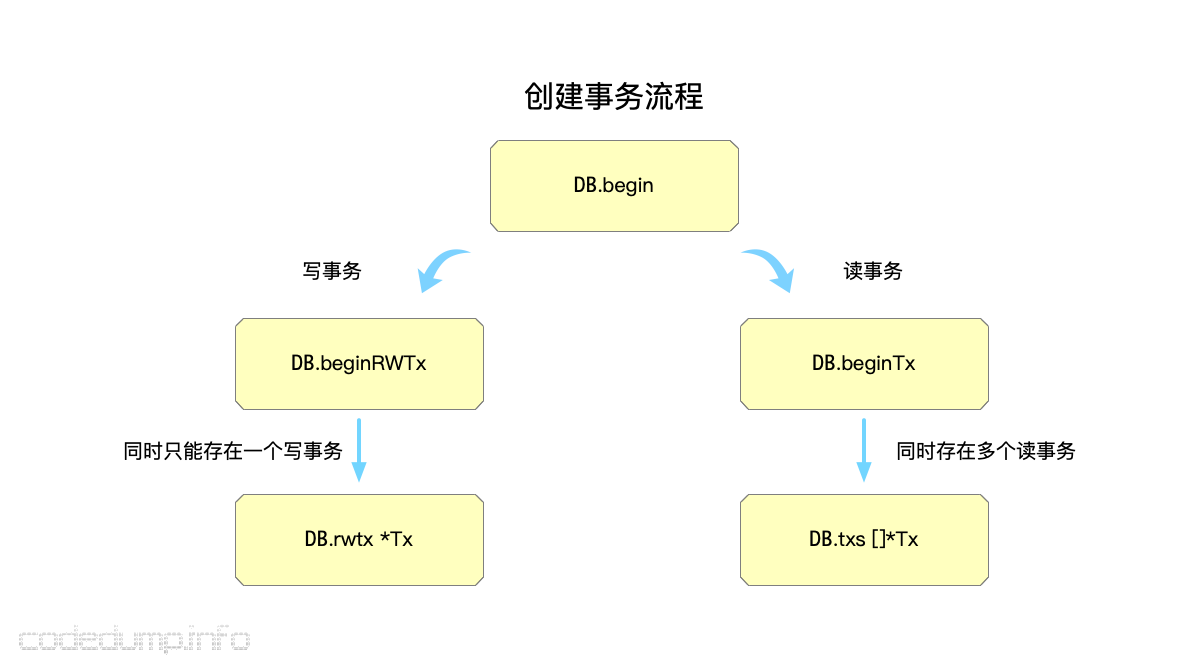 创建事务流程
DB.begin
写事务
读事务
DB.beginRWTx
DB.beginTx
同时只能存在一个写事务
同时存在多个读事务
DB.rwtx *Tx
DB.txs []*Tx
codedump.info